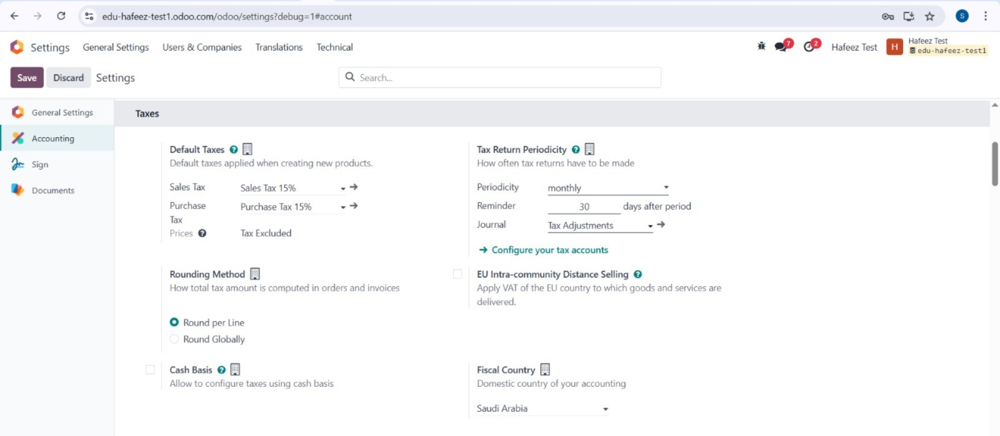 edu-hafeez-test1.odoo.com/odoo/settings?debug=1#account
S
Settings
General Settings
Users & Companies
Translations
Technical
7
2
Hafeez Test
H
Hafeez Test
edu-hafeez-test1
Save
Discard
Settings
Search...
General Settings
Accounting
Sign
Documents
Taxes
Default Taxes ?
Default taxes applied when creating new products.
Sales Tax
Sales Tax 15%
Purchase Tax
Purchase Tax 15%
Prices ?
Tax Excluded
Tax Return Periodicity ?
How often tax returns have to be made
Periodicity
monthly
Reminder
30 days after period
Journal
Tax Adjustments
Configure your tax accounts
Rounding Method
How total tax amount is computed in orders and invoices
Round per Line
Round Globally
EU Intra-community Distance Selling ?
Apply VAT of the EU country to which goods and services are
delivered.
Cash Basis ?
Allow to configure taxes using cash basis
Fiscal Country
Domestic country of your accounting
Saudi Arabia